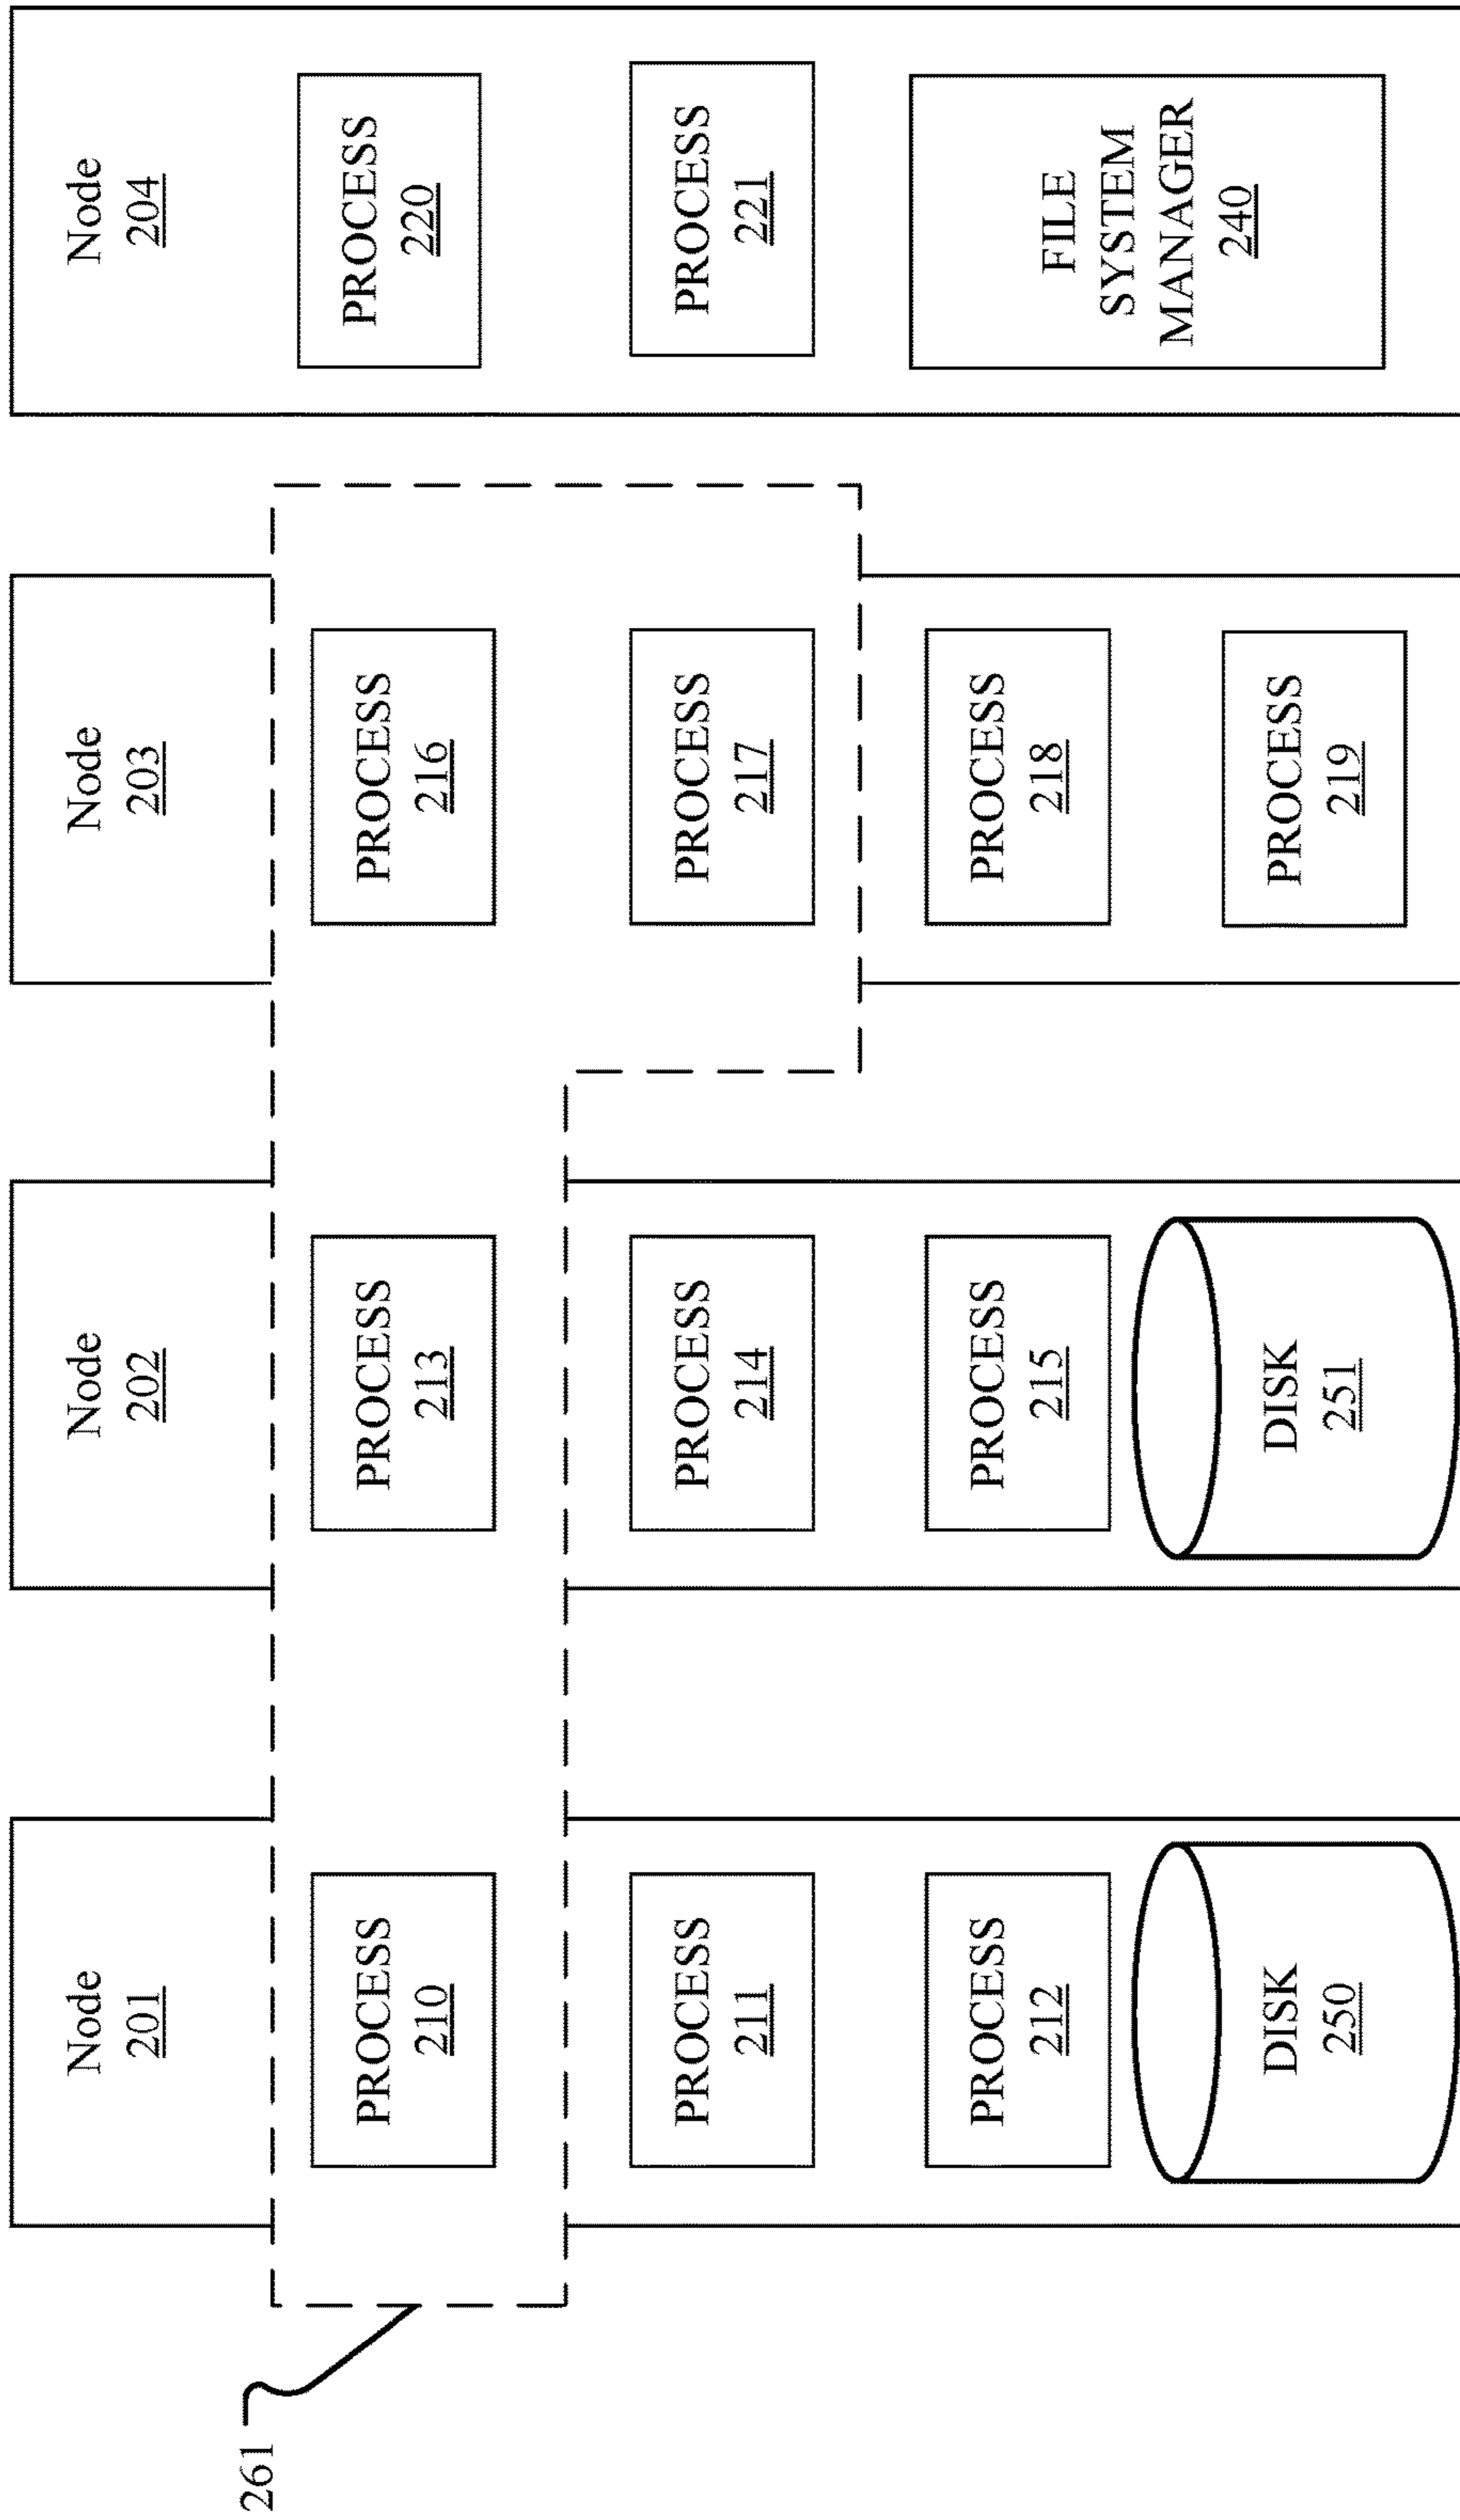 261
Node
201
PROCESS
210
PROCESS
211
PROCESS
212
DISK
250
Node
202
PROCESS
213
PROCESS
214
PROCESS
215
DISK
251
Node
203
PROCESS
216
PROCESS
217
PROCESS
218
PROCESS
219
Node
204
PROCESS
220
PROCESS
221
FILE
SYSTEM
MANAGER
240